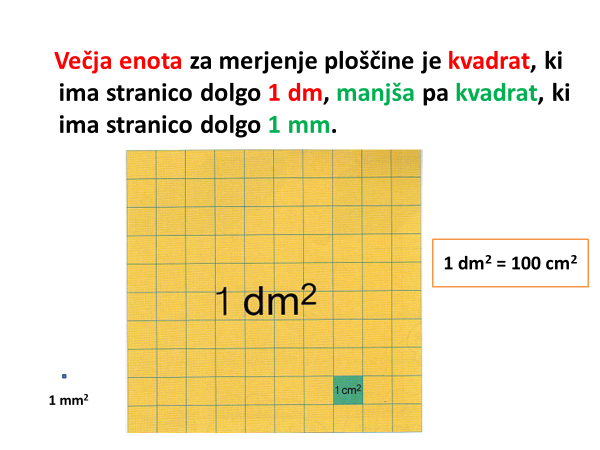 Večja enota za merjenje ploščine je kvadrat, ki
ima stranico dolgo 1 dm, manjša pa kvadrat, ki
ima stranico dolgo 1 mm.
1 dm² = 100 cm²
1 dm²
1 cm²
1 mm²